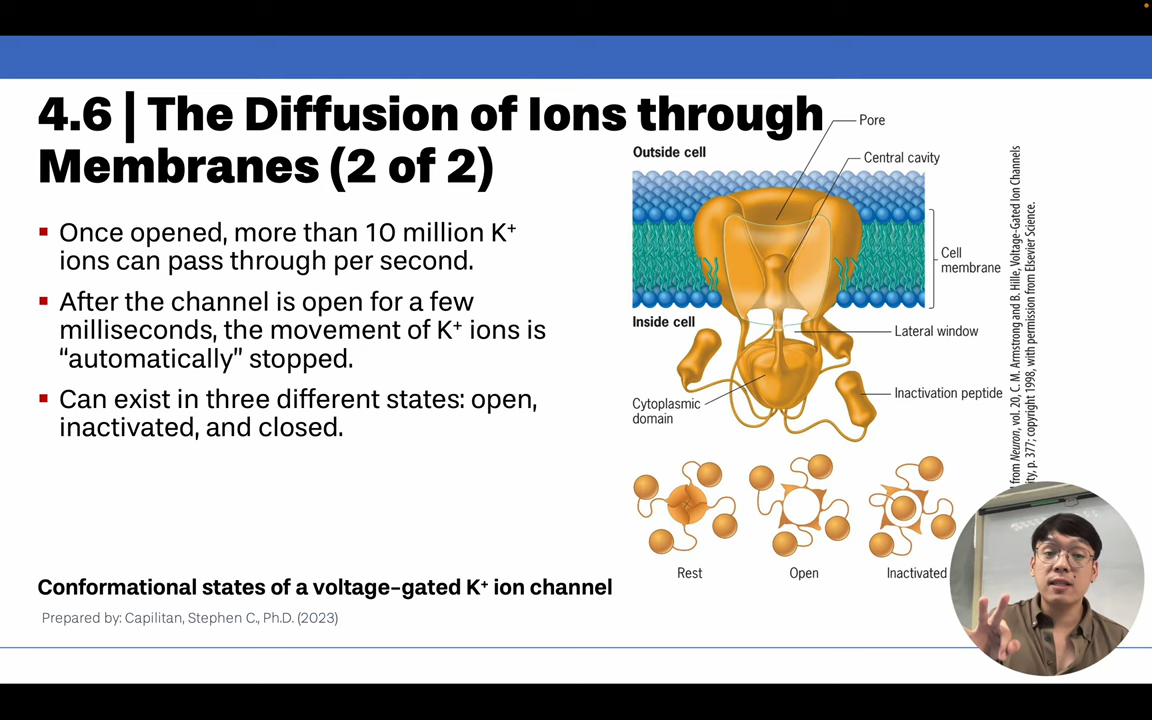 4.6 | The Diffusion of Ions through
Membranes (2 of 2)
▪ Once opened, more than 10 million K⁺
ions can pass through per second.
▪ After the channel is open for a few
milliseconds, the movement of K⁺ ions is
“automatically” stopped.
▪ Can exist in three different states: open,
inactivated, and closed.
Conformational states of a voltage-gated K⁺ ion channel
Prepared by: Capilitan, Stephen C., Ph.D. (2023)
Pore
Outside cell
Central cavity
Cell
membrane
Inside cell
Lateral window
Inactivation peptide
Cytoplasmic
domain
Rest
Open
Inactivated
from Neuron, vol. 20, C. M. Armstrong and B. Hille, Voltage-Gated Ion Channels
p. 377; copyright 1998, with permission from Elsevier Science.